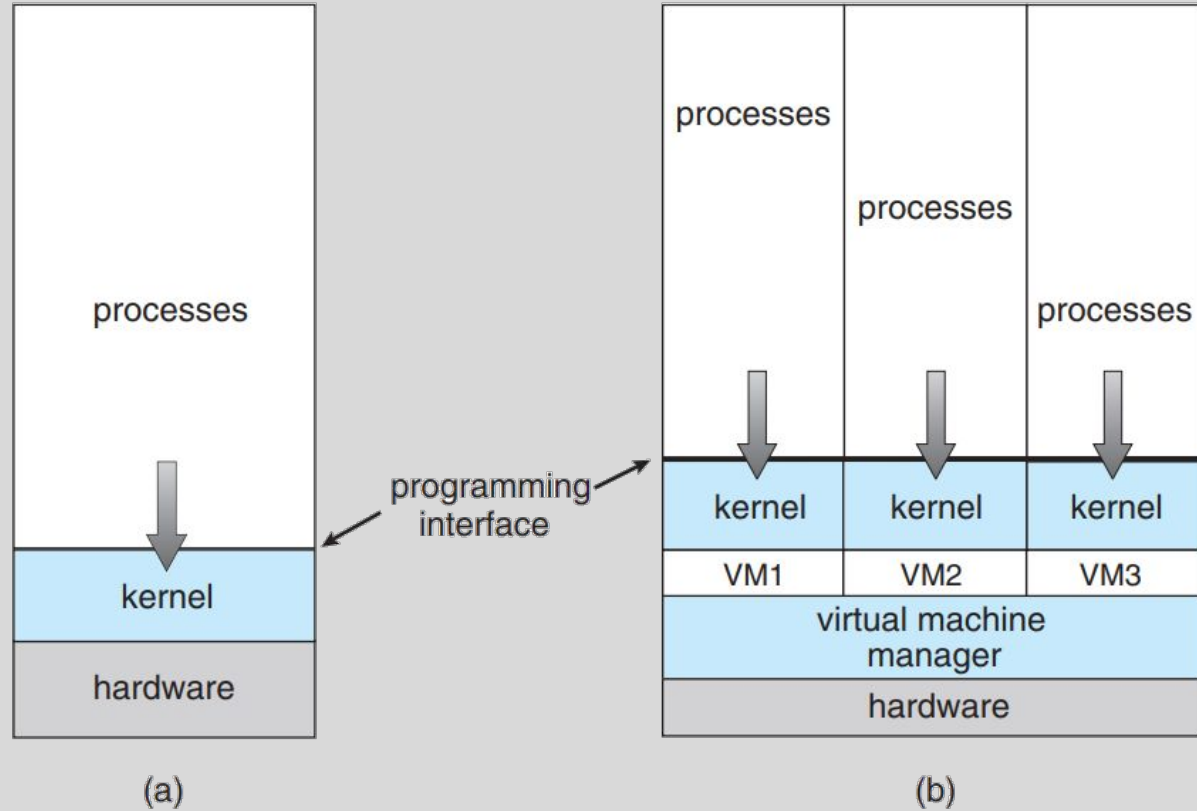 processes
kernel
hardware
(a)
programming
interface
processes
processes
processes
kernel
kernel
kernel
VM1
VM2
VM3
virtual machine
manager
hardware
(b)